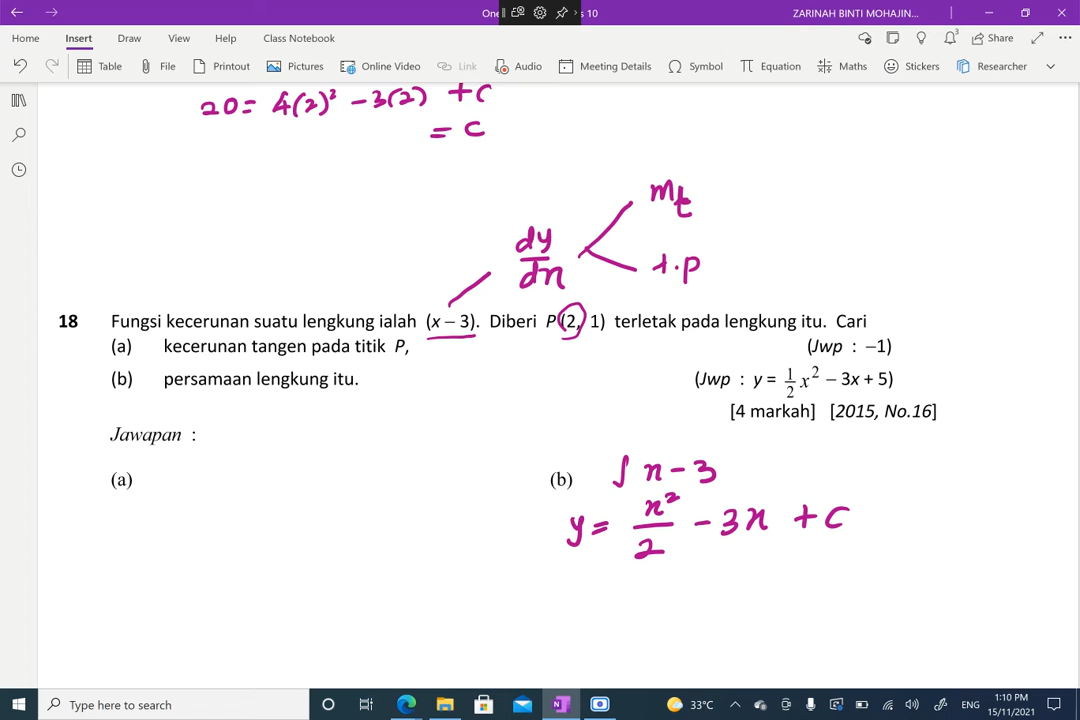 One s 10 ZARINAH BINTI MOHAJIN...
Home Insert Draw View Help Class Notebook Share
Table File Printout Pictures Online Video Link Audio Meeting Details Symbol Equation Maths Stickers Researcher
20 = 4(2)² - 3(2) + c
= c
mt
dy/dx
t.p
18 Fungsi kecerunan suatu lengkung ialah (x – 3). Diberi P(2, 1) terletak pada lengkung itu. Cari
(a) kecerunan tangen pada titik P, (Jwp : –1)
(b) persamaan lengkung itu. (Jwp : y = 1/2 x² – 3x + 5)
[4 markah] [2015, No.16]
Jawapan :
(a) (b) ∫ x - 3
y = x²/2 - 3x + c
Type here to search 33°C ENG 1:10 PM
15/11/2021